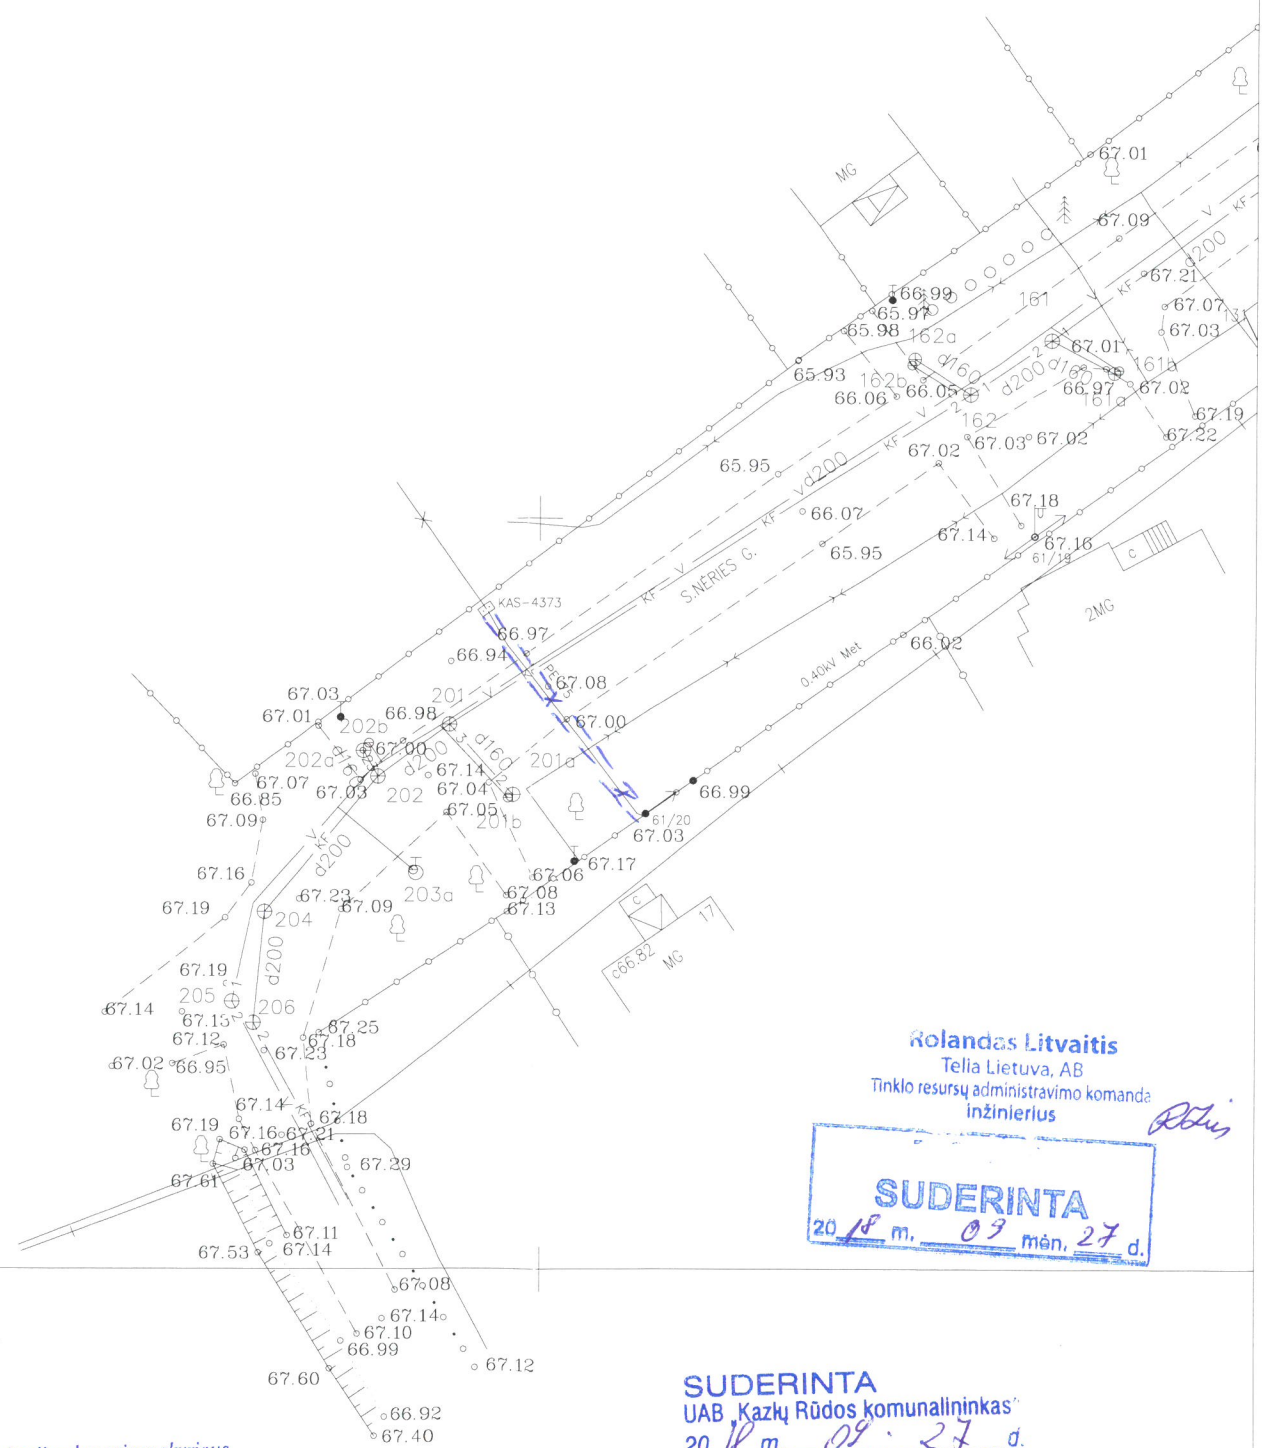 67.01
MG
67.09
d200
67.21
66.99
161
67.07
65.97
131
65.98
67.03
162a
67.01
65.93
d160
d200
d160
161b
162b
66.05
66.97
67.02
66.06
161a
67.19
162
67.03
67.02
67.22
67.02
65.95
d200
67.18
66.07
67.14
67.16
65.95
61/19
C
S.NĖRIES G.
2MG
KAS-4373
66.97
66.02
66.94
0.40kV Met
67.08
67.03
201
67.01
66.98
67.00
202b
202a
67.00
d200
d160
201a
67.07
67.14
67.03
202
67.04
66.99
66.85
67.05
201b
61/20
67.09
67.03
d200
67.17
67.16
203a
67.06
67.23
67.08
67.19
67.09
67.13
204
C
17
d200
c66.82
MG
67.19
205
206
67.14
67.15
67.25
67.12
67.18
67.23
67.02
66.95
67.14
KF
67.18
67.19
67.16
67.21
67.16
67.03
67.29
67.61
67.11
67.53
67.14
67.08
67.14
67.10
66.99
67.12
67.60
66.92
67.40
Rolandas Litvaitis
Telia Lietuva, AB
Tinklo resursų administravimo komanda
inžinierius
SUDERINTA
2018 m. 09 mėn. 27 d.
SUDERINTA
UAB „Kazlų Rūdos komunalininkas"
2018 m. 09. 27 d.